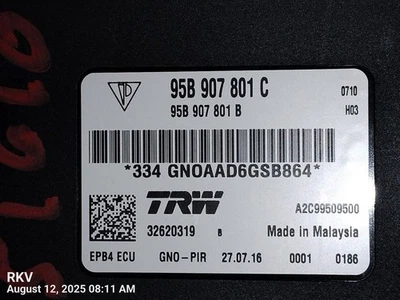 95B 907 801 C 0710
95B 907 801 B H03
*334 GNOAAD6GSB864*
TRW A2C99509500
32620319 B Made in Malaysia
EPB4 ECU GNO-PIR 27.07.16 0001 0186
RKV
August 12, 2025 08:11 AM